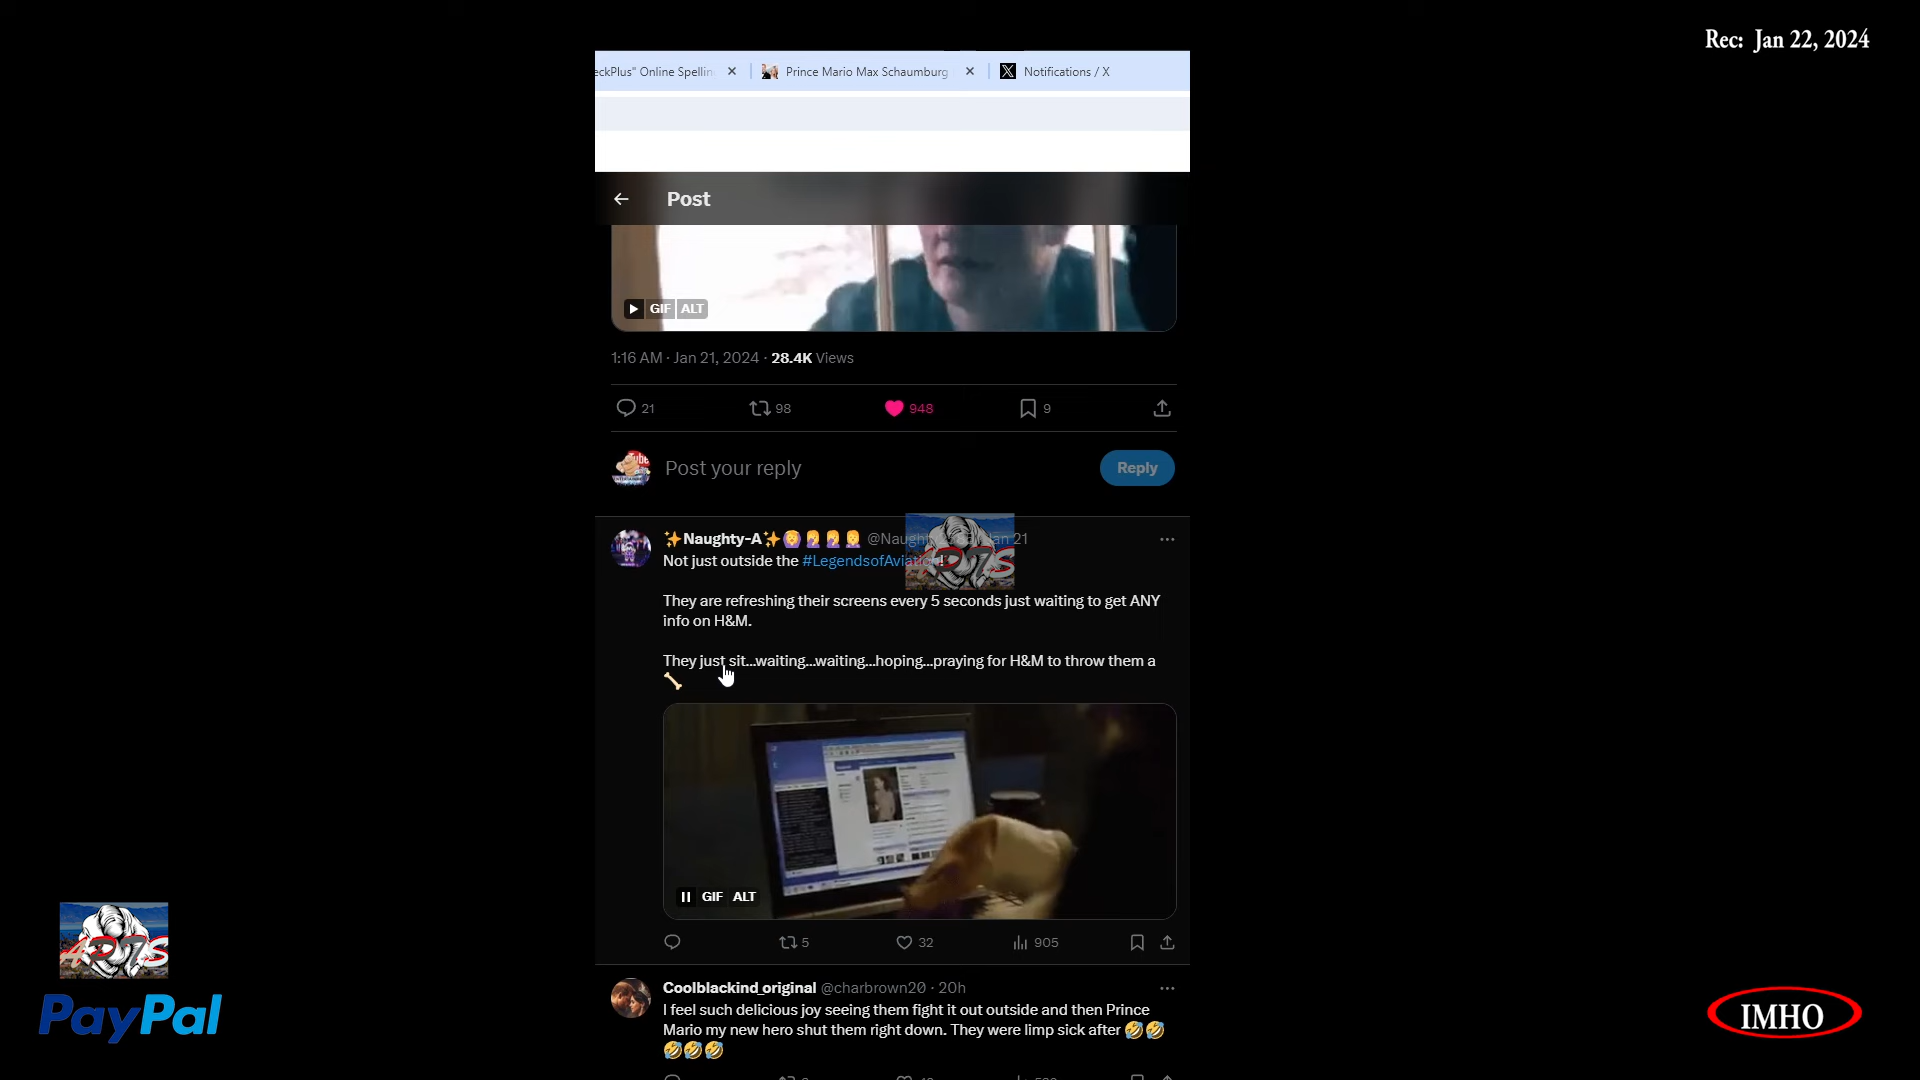 Rec: Jan 22, 2024
eckPlus" Online Spellin
Prince Mario Max Schaumburg
Notifications / X
Post
GIF ALT
1:16 AM · Jan 21, 2024 · 28.4K Views
21 98 948 9
Post your reply
Reply
✨Naughty-A✨ Jan 21
Not just outside the #LegendsofAviation!
They are refreshing their screens every 5 seconds just waiting to get ANY
info on H&M.
They just sit...waiting...waiting...hoping...praying for H&M to throw them a
🦴
GIF ALT
5 32 905
Coolblackind_original @charbrown20 · 20h
I feel such delicious joy seeing them fight it out outside and then Prince
Mario my new hero shut them right down. They were limp sick after 🤣🤣
🤣🤣🤣
PayPal
IMHO